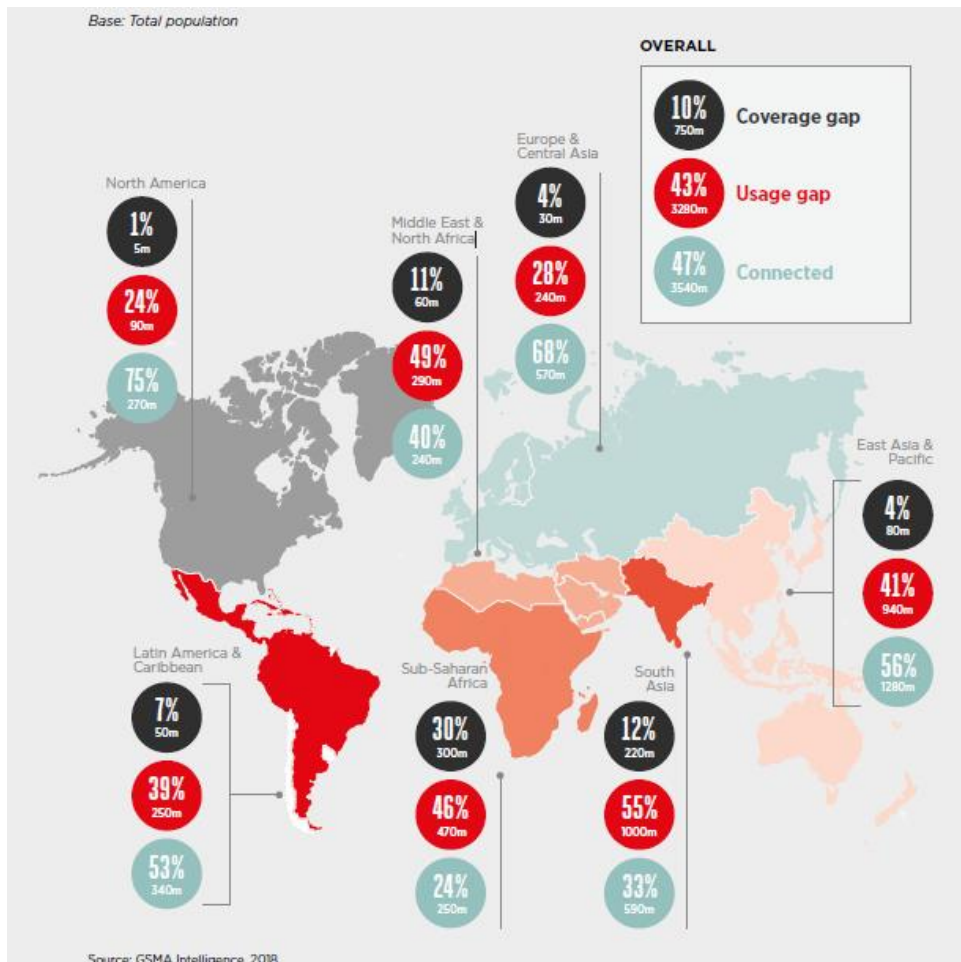 Base: Total population
OVERALL
10%
750m
Coverage gap
43%
3280m
Usage gap
47%
3540m
Connected
North America
1%
5m
24%
90m
75%
270m
Middle East &
North Africa
11%
60m
49%
290m
40%
240m
Europe &
Central Asia
4%
30m
28%
240m
68%
570m
East Asia &
Pacific
4%
80m
41%
940m
56%
1280m
Latin America &
Caribbean
7%
50m
39%
250m
53%
340m
Sub-Saharan
Africa
30%
300m
46%
470m
24%
250m
South
Asia
12%
220m
55%
1000m
33%
590m
Source: GSMA Intelligence, 2018